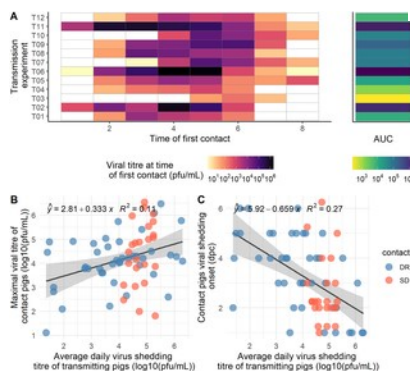 A
Transmission
experiment
T12
T11
T10
T09
T08
T07
T06
T05
T04
T03
T02
T01
2 4 6 8
Time of first contact
AUC
Viral titre at time
of first contact (pfu/mL)
B
ŷ = 2.81 + 0.333 x R² = 0.11
Maximal viral titre of
contact pigs (log10(pfu/mL))
6
5
4
3
2
1
2 3 4 5 6
Average daily virus shedding
titre of transmitting pigs (log10(pfu/mL))
C
ŷ = 5.92 − 0.659 x R² = 0.27
Contact pigs viral shedding
onset (dpc)
6
4
2
2 3 4 5 6
Average daily virus shedding
titre of transmitting pigs (log10(pfu/mL))
contact
DR
SD